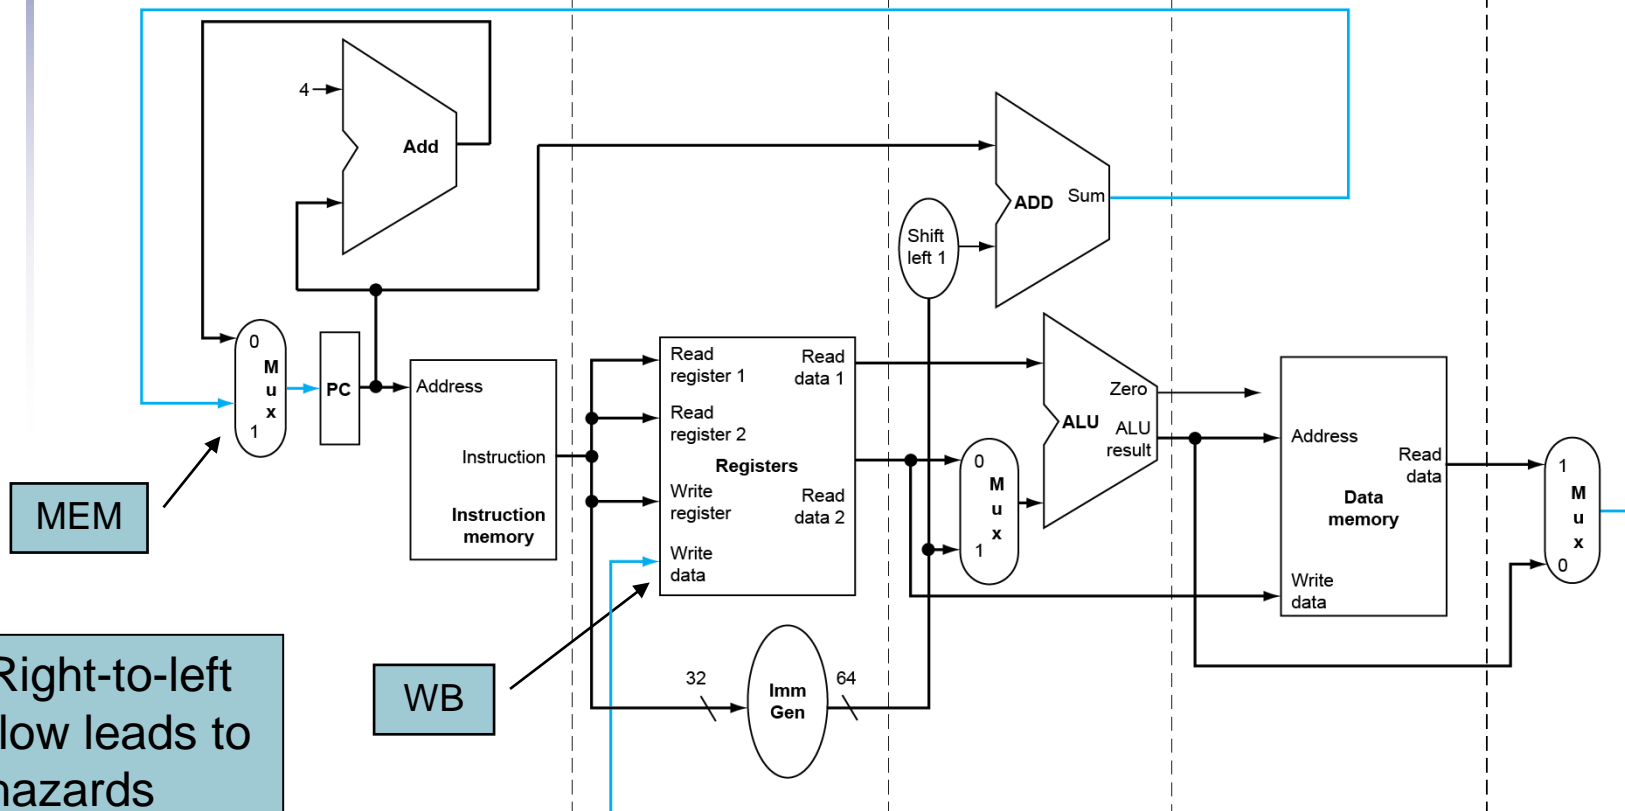 4
Add
ADD
Sum
Shift
left 1
0
M
u
x
1
PC
Address
Instruction
Instruction
memory
Read
register 1
Read
data 1
Read
register 2
Registers
Write
register
Read
data 2
Write
data
0
M
u
x
1
Zero
ALU
ALU
result
Address
Read
data
Data
memory
Write
data
1
M
u
x
0
MEM
WB
32
Imm
Gen
64
Right-to-left
low leads to
hazards